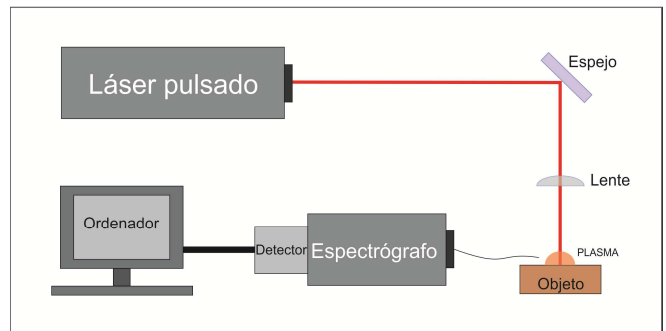 Láser pulsado
Espejo
Lente
Ordenador
Detector
Espectrógrafo
PLASMA
Objeto